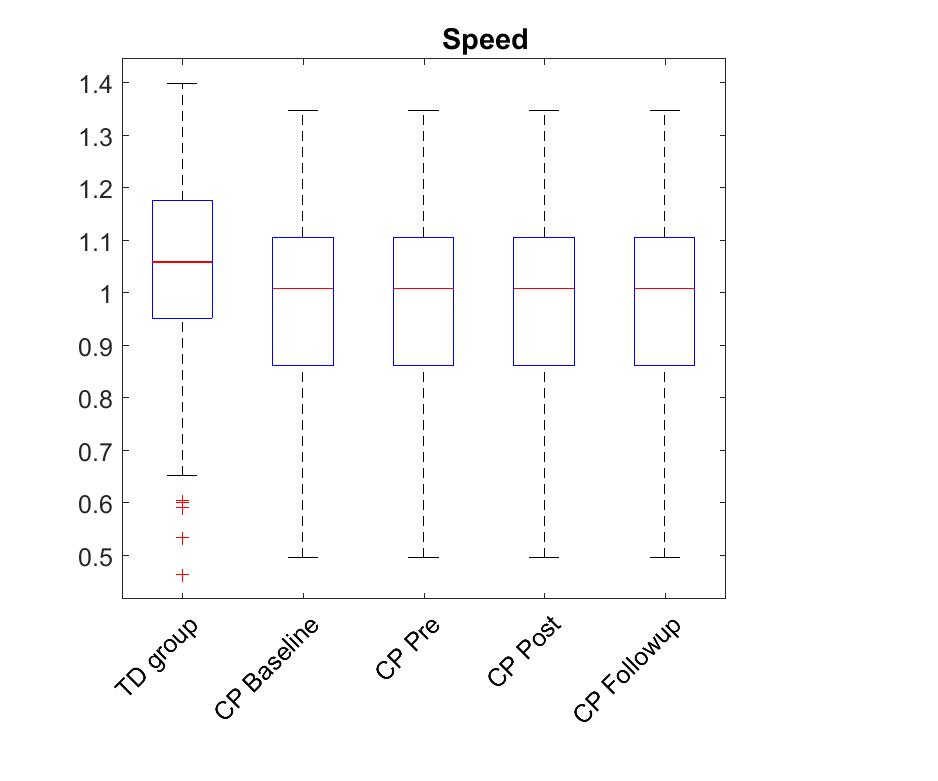 Speed
1.4
1.3
1.2
1.1
1
0.9
0.8
0.7
0.6
0.5
TD group
CP Baseline
CP Pre
CP Post
CP Followup